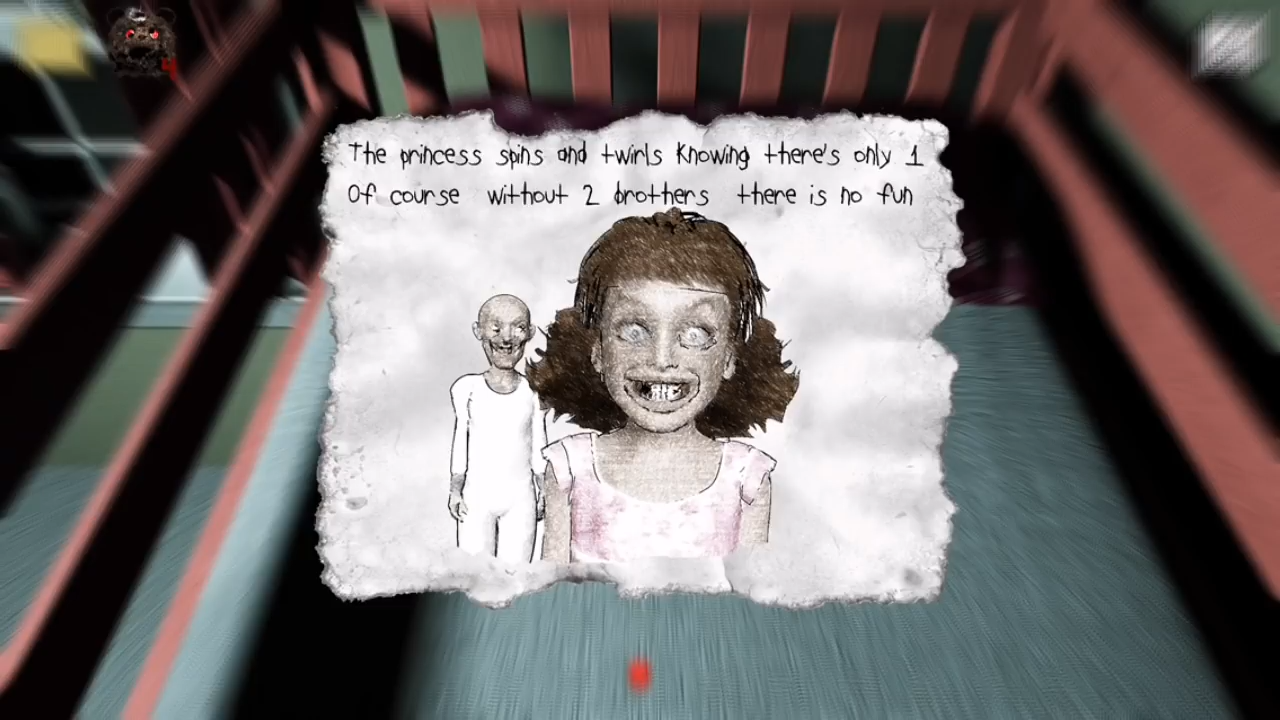 The princess spins and twirls knowing there's only 1
Of course without 2 brothers there is no fun